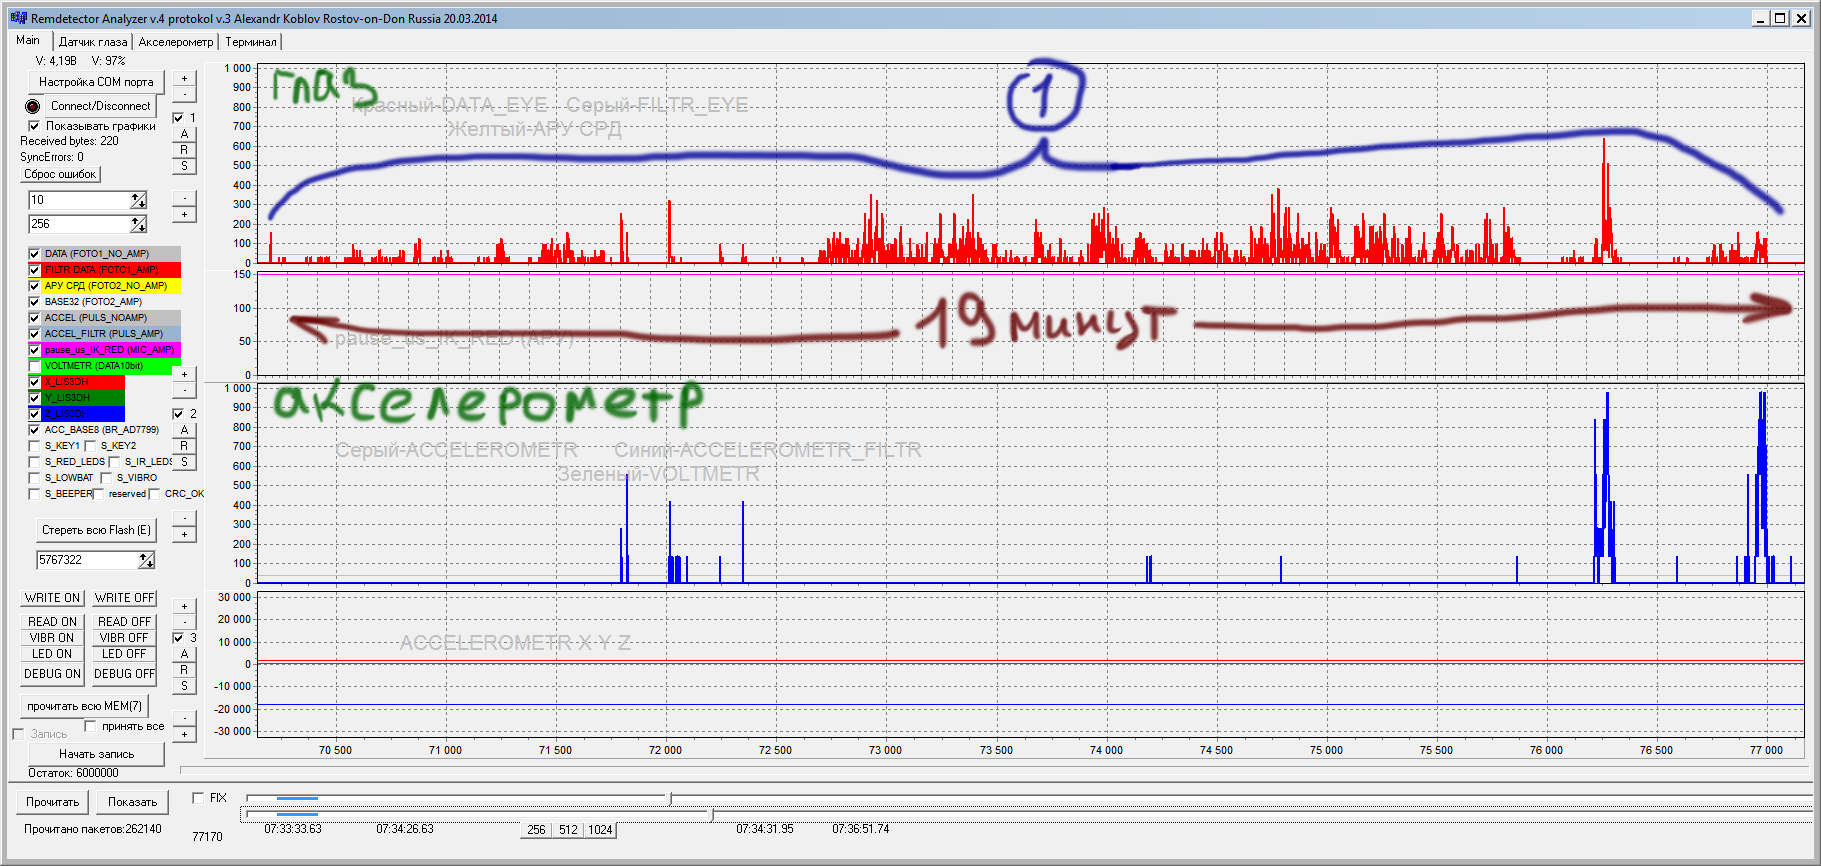 Remdetector Analyzer v.4 protokol v.3 Alexandr Koblov Rostov-on-Don Russia 20.03.2014
Main Датчик глаза Акселерометр Терминал
V: 4,19В V: 97%
Настройка COM порта
Connect/Disconnect
Показывать графики
Received bytes: 220
SyncErrors: 0
Сброс ошибок
10
256
DATA (FOTO1_NO_AMP)
FILTR DATA (FOTO1_AMP)
АРУ СРД (FOTO2_NO_AMP)
BASE32 (FOTO2_AMP)
ACCEL (PULS_NOAMP)
ACCEL_FILTR (PULS_AMP)
pause_us_IK_RED (MIC_AMP)
VOLTMETR (DATA10bit)
X_LIS3DH
Y_LIS3DH
Z_LIS3DH
ACC_BASE8 (BR_AD7799)
S_KEY1 S_KEY2
S_RED_LEDS S_IR_LEDS
S_LOWBAT S_VIBRO
S_BEEPER reserved CRC_OK
Стереть всю Flash (E)
5767322
WRITE ON WRITE OFF
READ ON READ OFF
VIBR ON VIBR OFF
LED ON LED OFF
DEBUG ON DEBUG OFF
прочитать всю MEM(7)
принять все
Запись
Начать запись
Остаток: 6000000
+
-
1
A
R
S
-
+
+
-
2
A
R
S
-
+
+
-
3
A
R
S
-
+
1 000
900
800
700
600
500
400
300
200
100
0
глаз
1
Красный-DATA_EYE Серый-FILTR_EYE
Желтый-АРУ СРД
150
100
50
0
19 минут
pause_us_IK_RED (АРУ)
1 000
900
800
700
600
500
400
300
200
100
0
акселерометр
Серый-ACCELEROMETR Синий-ACCELEROMETR_FILTR
Зеленый-VOLTMETR
30 000
20 000
10 000
0
-10 000
-20 000
-30 000
ACCELEROMETR X Y Z
70 500 71 000 71 500 72 000 72 500 73 000 73 500 74 000 74 500 75 000 75 500 76 000 76 500 77 000
Прочитать Показать
FIX
Прочитано пакетов:262140
77170
07:33:33.63 07:34:26.63 256 512 1024 07:34:31.95 07:36:51.74